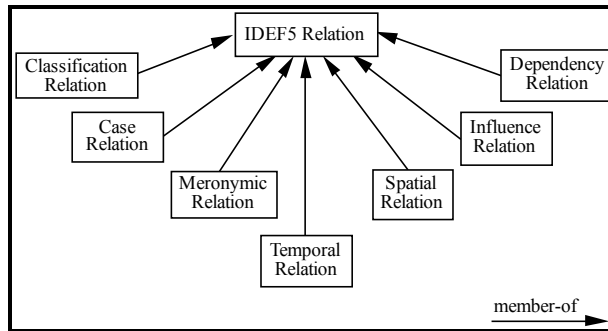 IDEF5 Relation
Classification
Relation
Dependency
Relation
Case
Relation
Influence
Relation
Meronymic
Relation
Spatial
Relation
Temporal
Relation
member-of